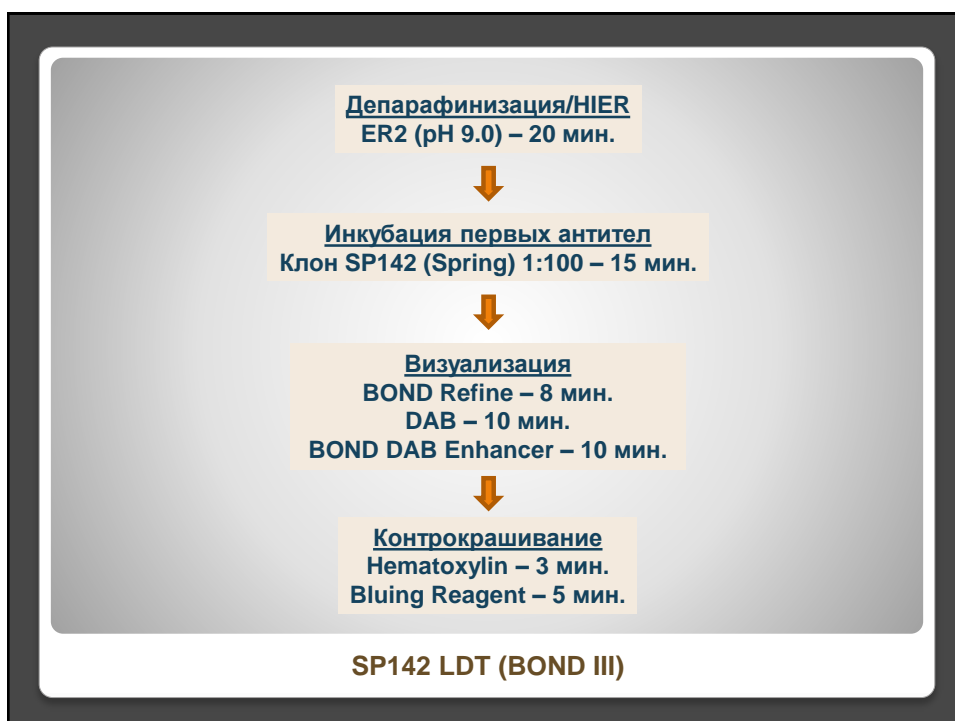 Депарафинизация/HIER
ER2 (pH 9.0) – 20 мин.
Инкубация первых антител
Клон SP142 (Spring) 1:100 – 15 мин.
Визуализация
BOND Refine – 8 мин.
DAB – 10 мин.
BOND DAB Enhancer – 10 мин.
Контрокрашивание
Hematoxylin – 3 мин.
Bluing Reagent – 5 мин.
SP142 LDT (BOND III)